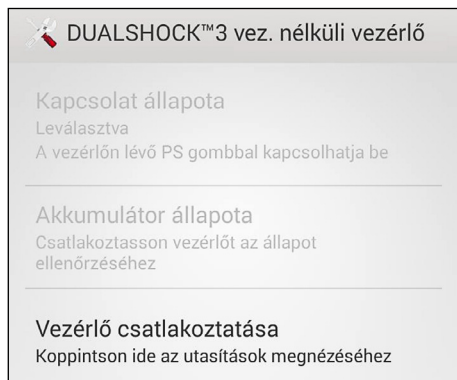 DUALSHOCK™3 vez. nélküli vezérlő
Kapcsolat állapota
Leválasztva
A vezérlőn lévő PS gombbal kapcsolhatja be
Akkumulátor állapota
Csatlakoztasson vezérlőt az állapot
ellenőrzéséhez
Vezérlő csatlakoztatása
Koppintson ide az utasítások megnézéséhez